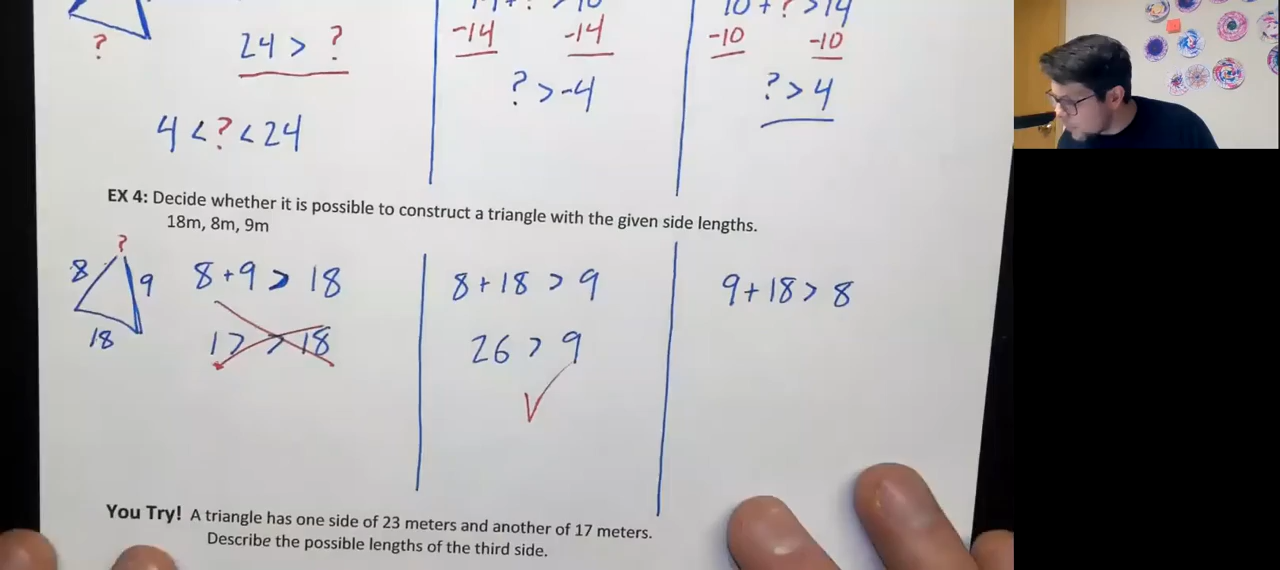 ?
24 > ?
-14 -14
? > -4
10 + ? > 14
-10 -10
? > 4
4 < ? < 24
EX 4: Decide whether it is possible to construct a triangle with the given side lengths.
18m, 8m, 9m
?
8 9
18
8 + 9 > 18
17 > 18
8 + 18 > 9
26 > 9
9 + 18 > 8
You Try! A triangle has one side of 23 meters and another of 17 meters.
Describe the possible lengths of the third side.